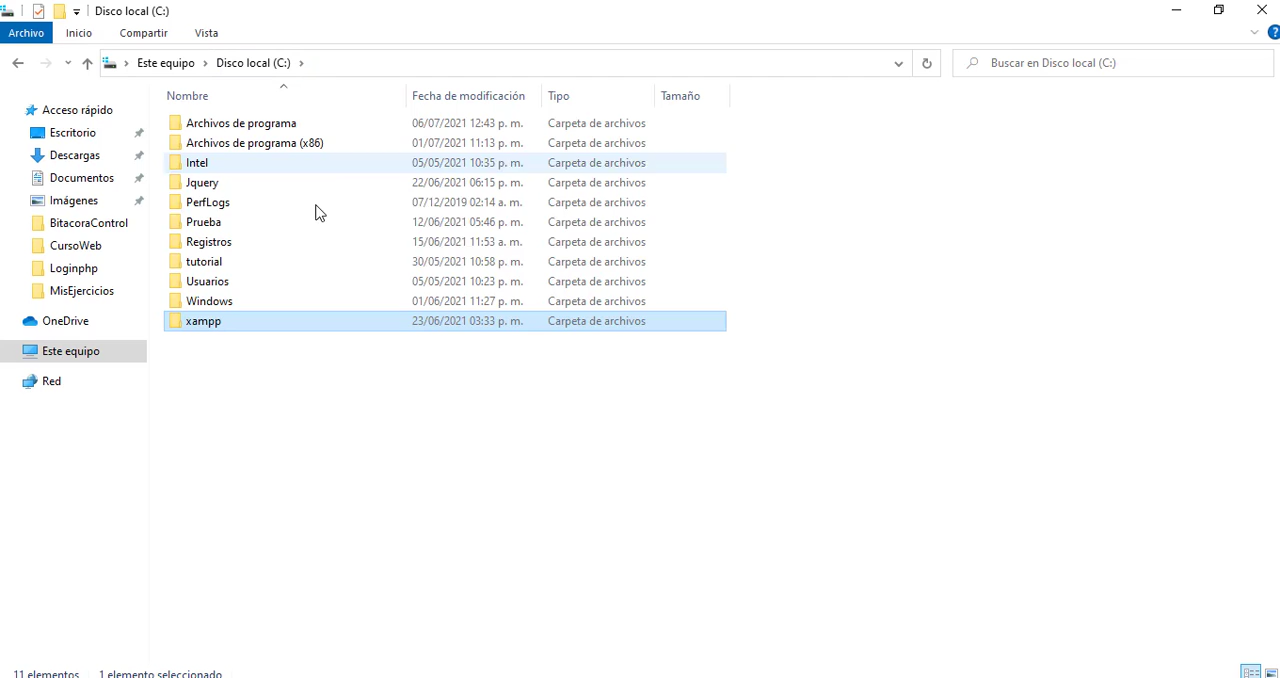 Disco local (C:)
Archivo Inicio Compartir Vista
Este equipo Disco local (C:) Buscar en Disco local (C:)
Nombre Fecha de modificación Tipo Tamaño
Acceso rápido
Escritorio
Descargas
Documentos
Imágenes
BitacoraControl
CursoWeb
Loginphp
MisEjercicios
OneDrive
Este equipo
Red
Archivos de programa 06/07/2021 12:43 p. m. Carpeta de archivos
Archivos de programa (x86) 01/07/2021 11:13 p. m. Carpeta de archivos
Intel 05/05/2021 10:35 p. m. Carpeta de archivos
Jquery 22/06/2021 06:15 p. m. Carpeta de archivos
PerfLogs 07/12/2019 02:14 a. m. Carpeta de archivos
Prueba 12/06/2021 05:46 p. m. Carpeta de archivos
Registros 15/06/2021 11:53 a. m. Carpeta de archivos
tutorial 30/05/2021 10:58 p. m. Carpeta de archivos
Usuarios 05/05/2021 10:23 p. m. Carpeta de archivos
Windows 01/06/2021 11:27 p. m. Carpeta de archivos
xampp 23/06/2021 03:33 p. m. Carpeta de archivos
11 elementos 1 elemento seleccionado